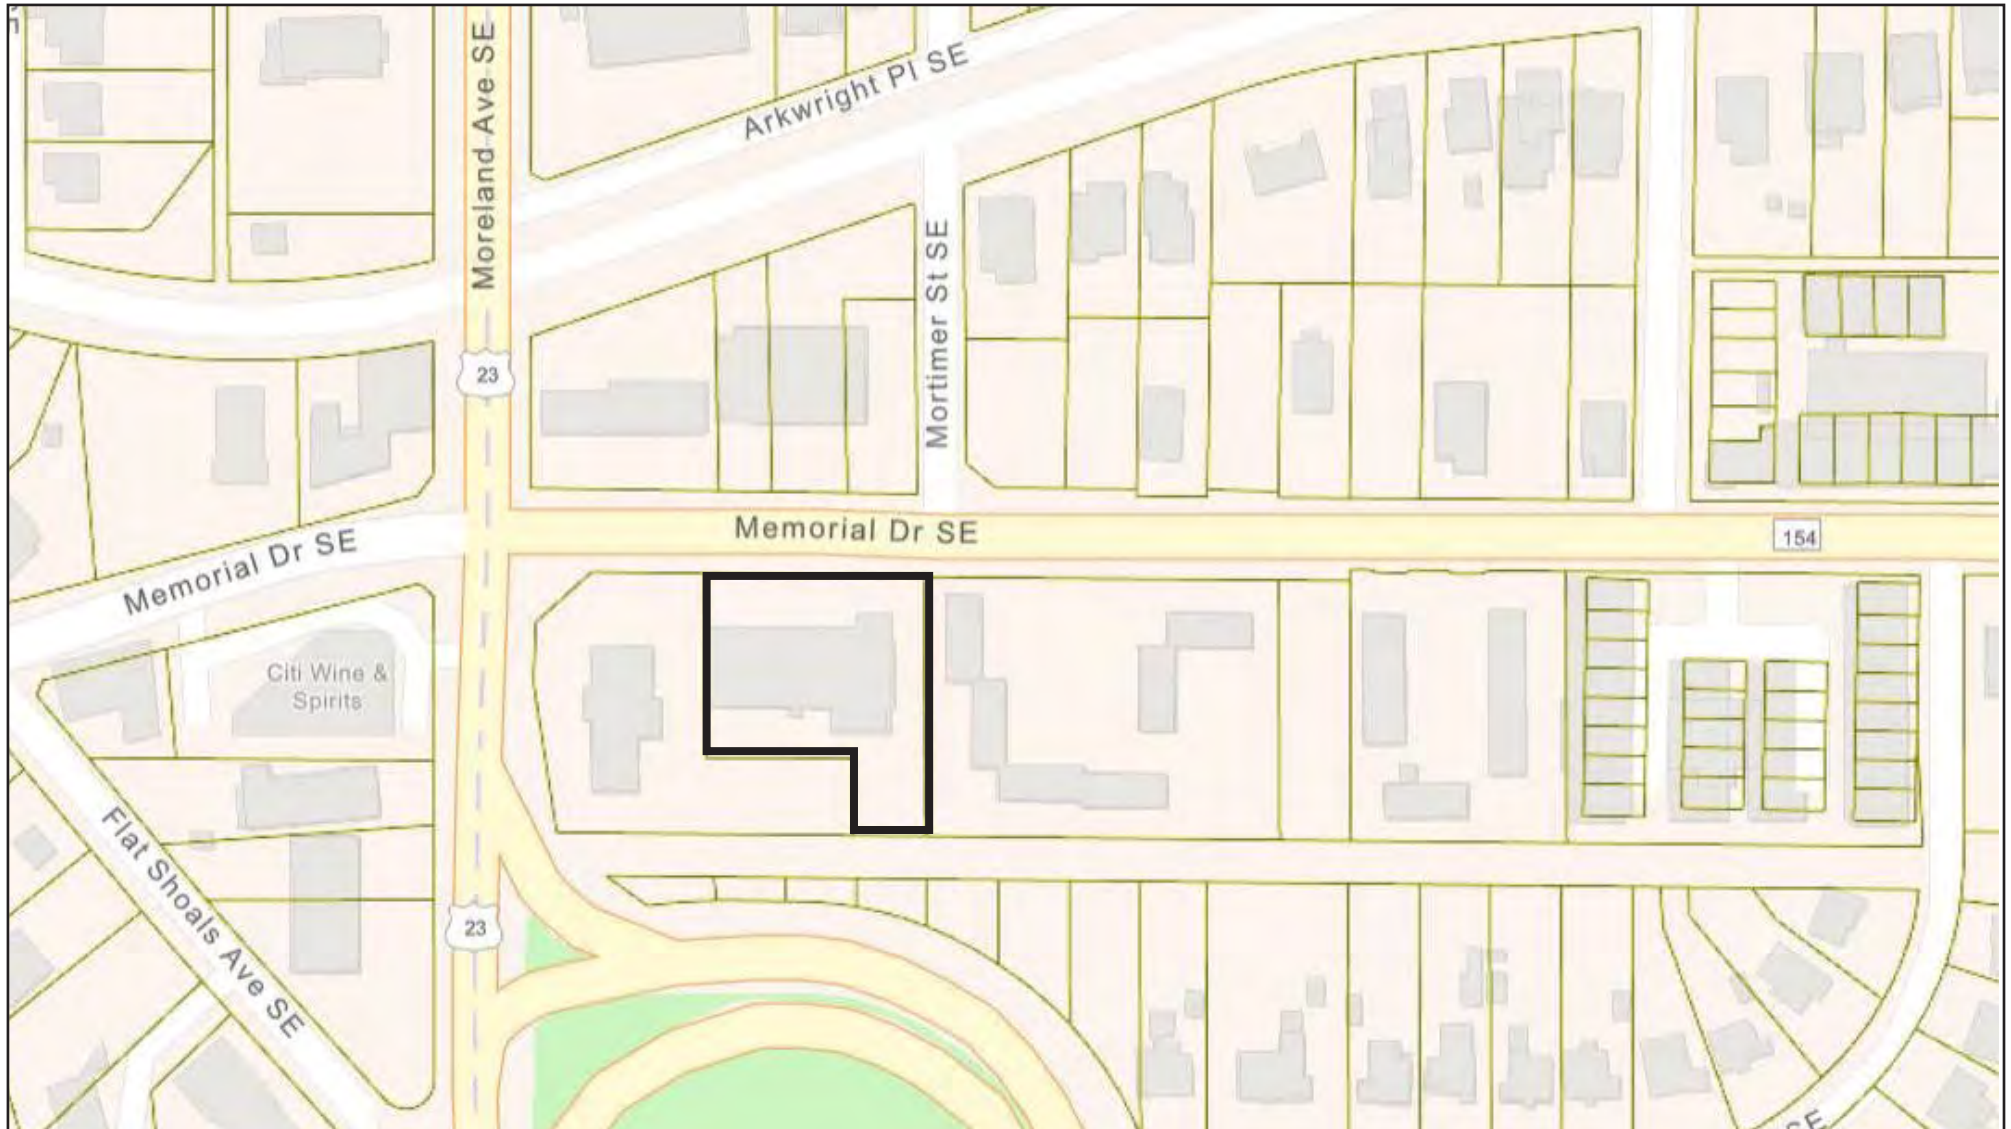 Moreland Ave SE
Arkwright Pl SE
Mortimer St SE
23
Memorial Dr SE
154
Memorial Dr SE
Citi Wine &
Spirits
Flat Shoals Ave SE
23
SE